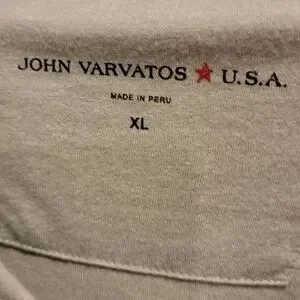 JOHN VARVATOS ★ U.S.A.
MADE IN PERU
XL